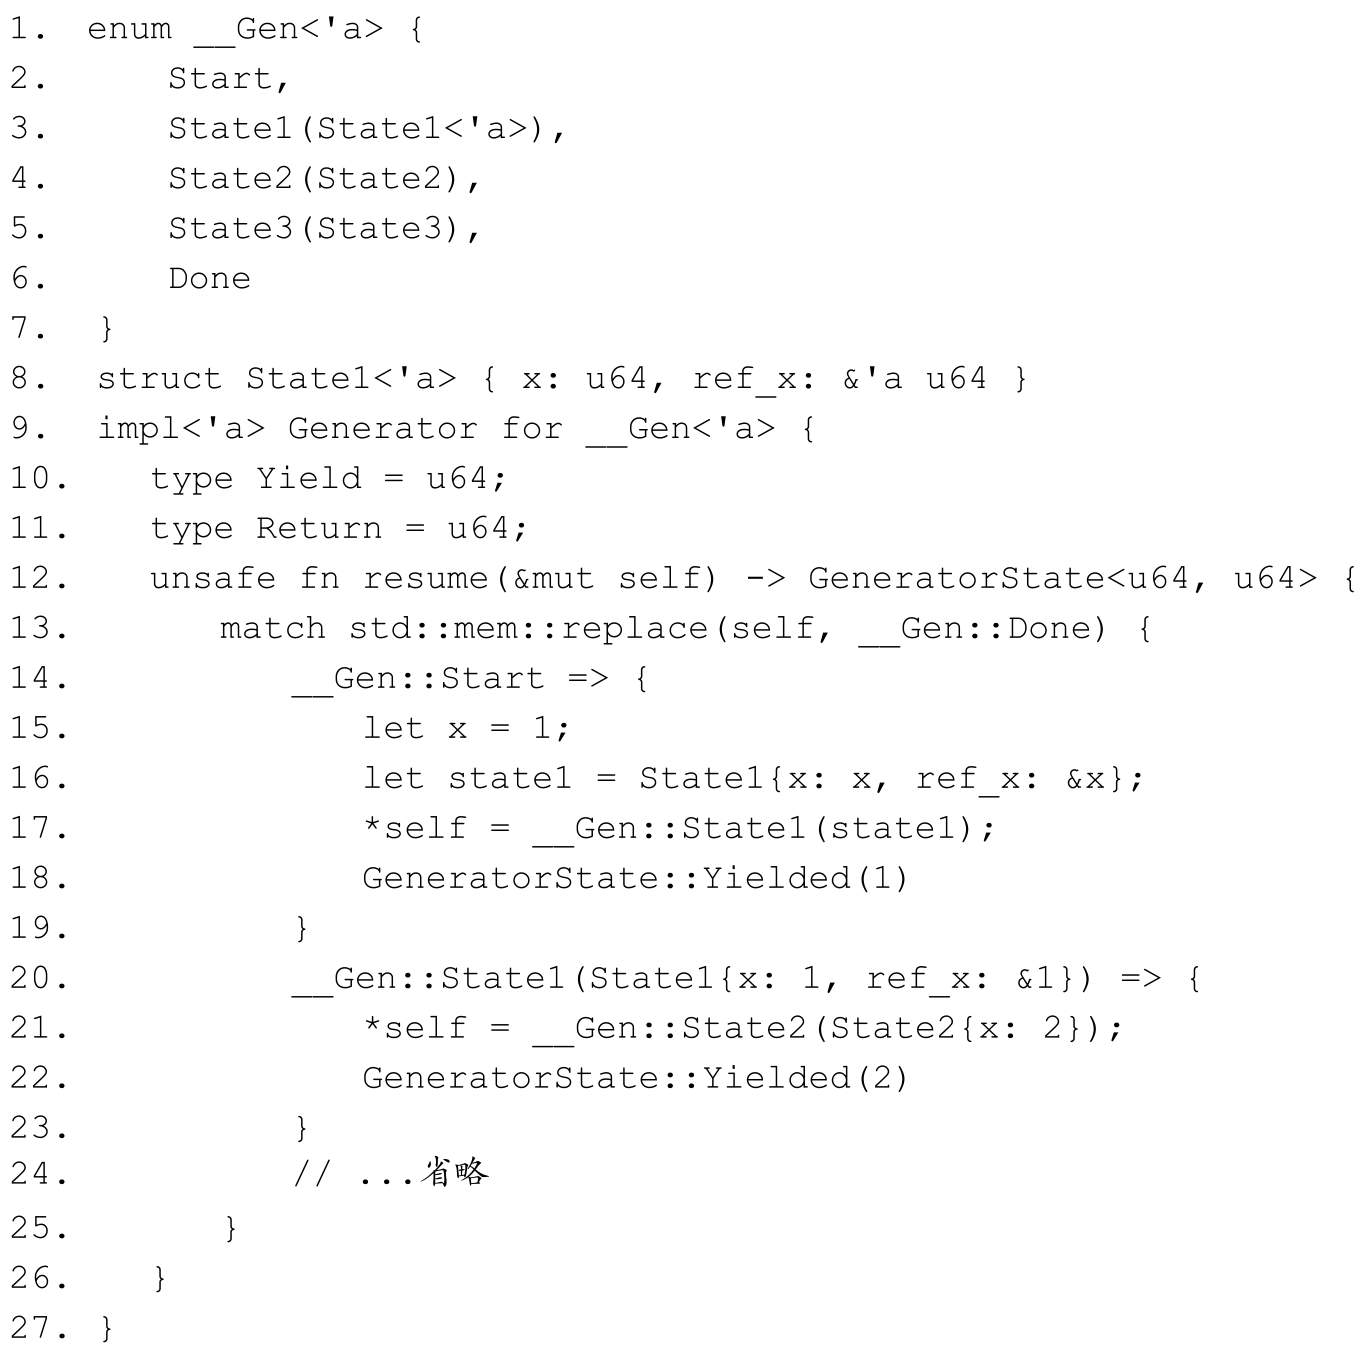 1. enum __Gen<'a> {
2.     Start,
3.     State1(State1<'a>),
4.     State2(State2),
5.     State3(State3),
6.     Done
7. }
8. struct State1<'a> { x: u64, ref_x: &'a u64 }
9. impl<'a> Generator for __Gen<'a> {
10.    type Yield = u64;
11.    type Return = u64;
12.    unsafe fn resume(&mut self) -> GeneratorState<u64, u64> {
13.        match std::mem::replace(self, __Gen::Done) {
14.            __Gen::Start => {
15.                let x = 1;
16.                let state1 = State1{x: x, ref_x: &x};
17.                *self = __Gen::State1(state1);
18.                GeneratorState::Yielded(1)
19.            }
20.            __Gen::State1(State1{x: 1, ref_x: &1}) => {
21.                *self = __Gen::State2(State2{x: 2});
22.                GeneratorState::Yielded(2)
23.            }
24.            // ...省略
25.        }
26.    }
27. }